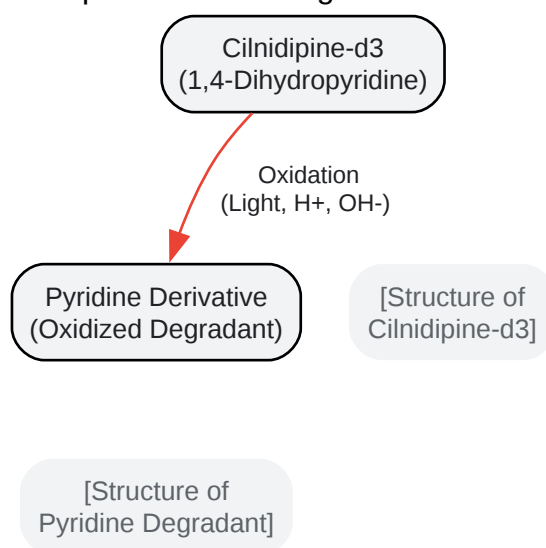 Cilnidipine-d3
(1,4-Dihydropyridine)
Oxidation
(Light, H+, OH-)
Pyridine Derivative
(Oxidized Degradant)
[Structure of
Cilnidipine-d3]
[Structure of
Pyridine Degradant]